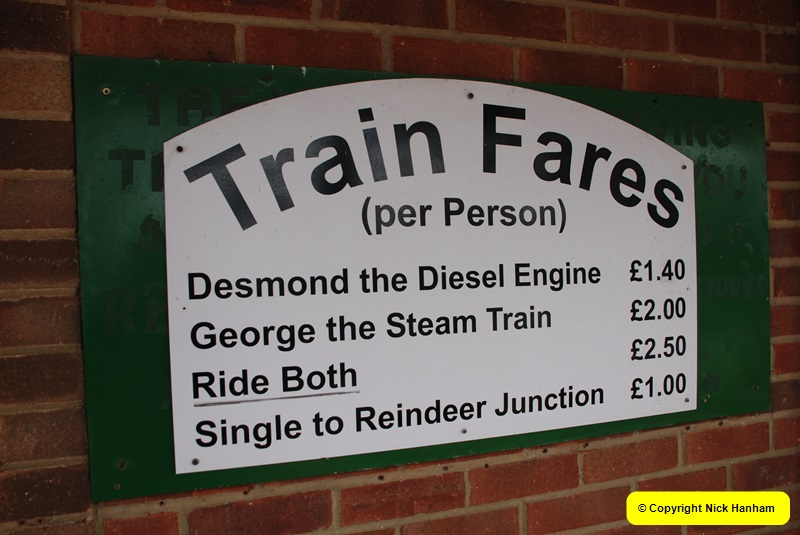 Train Fares
(per Person)
Desmond the Diesel Engine £1.40
George the Steam Train £2.00
Ride Both £2.50
Single to Reindeer Junction £1.00
© Copyright Nick Hanham